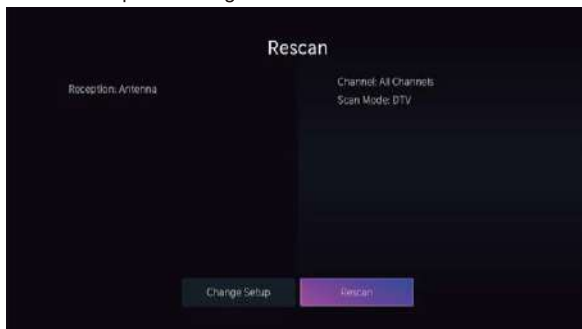 Rescan
Reception: Antenna
Channel: All Channels
Scan Mode: DTV
Change Setup
Rescan